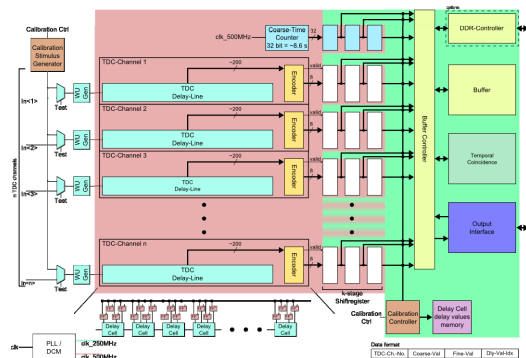 Calibration Ctrl
Calibration
Stimulus
Generator
clk_500MHz
Coarse-Time
Counter
32 bit = ~8.6 s
32
DDR-Controller
Buffer
Temporal
Coincidence
Output
Interface
Buffer Controller
n TDC channels
In<1>
Test
WU
Gen
TDC-Channel 1
~200
TDC
Delay-Line
Encoder
valid
8
In<2>
Test
WU
Gen
TDC-Channel 2
~200
TDC
Delay-Line
Encoder
valid
8
In<3>
Test
WU
Gen
TDC-Channel 3
~200
TDC
Delay-Line
Encoder
valid
8
In<n>
Test
WU
Gen
TDC-Channel n
~200
TDC
Delay-Line
Encoder
valid
8
k-stage
Shiftregister
Calibration
Ctrl
Calibration
Controller
Delay Cell
delay values
memory
Delay
Cell
Delay
Cell
Delay
Cell
Delay
Cell
Delay
Cell
clk
PLL /
DCM
clk_250MHz
clk_500MHz
Data format
TDC-Ch.-No.
Coarse-Val
Fine-Val
Dly-Val-Idx